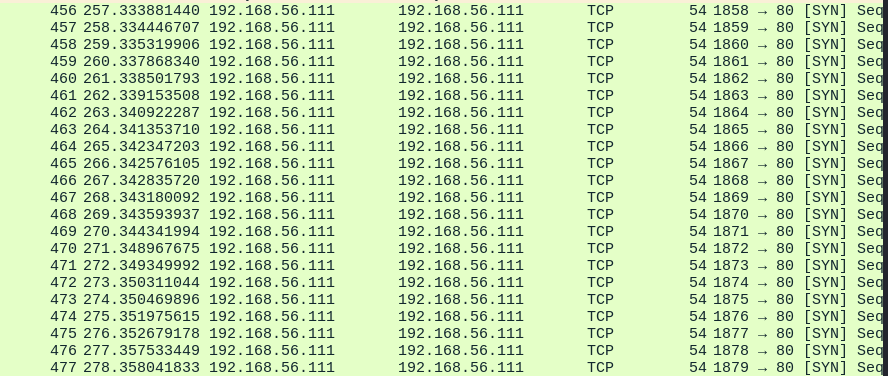 456 257.333881440 192.168.56.111 192.168.56.111 TCP 54 1858 → 80 [SYN] Seq
457 258.334446707 192.168.56.111 192.168.56.111 TCP 54 1859 → 80 [SYN] Seq
458 259.335319906 192.168.56.111 192.168.56.111 TCP 54 1860 → 80 [SYN] Seq
459 260.337868340 192.168.56.111 192.168.56.111 TCP 54 1861 → 80 [SYN] Seq
460 261.338501793 192.168.56.111 192.168.56.111 TCP 54 1862 → 80 [SYN] Seq
461 262.339153508 192.168.56.111 192.168.56.111 TCP 54 1863 → 80 [SYN] Seq
462 263.340922287 192.168.56.111 192.168.56.111 TCP 54 1864 → 80 [SYN] Seq
463 264.341353710 192.168.56.111 192.168.56.111 TCP 54 1865 → 80 [SYN] Seq
464 265.342347203 192.168.56.111 192.168.56.111 TCP 54 1866 → 80 [SYN] Seq
465 266.342576105 192.168.56.111 192.168.56.111 TCP 54 1867 → 80 [SYN] Seq
466 267.342835720 192.168.56.111 192.168.56.111 TCP 54 1868 → 80 [SYN] Seq
467 268.343180092 192.168.56.111 192.168.56.111 TCP 54 1869 → 80 [SYN] Seq
468 269.343593937 192.168.56.111 192.168.56.111 TCP 54 1870 → 80 [SYN] Seq
469 270.344341994 192.168.56.111 192.168.56.111 TCP 54 1871 → 80 [SYN] Seq
470 271.348967675 192.168.56.111 192.168.56.111 TCP 54 1872 → 80 [SYN] Seq
471 272.349349992 192.168.56.111 192.168.56.111 TCP 54 1873 → 80 [SYN] Seq
472 273.350311044 192.168.56.111 192.168.56.111 TCP 54 1874 → 80 [SYN] Seq
473 274.350469896 192.168.56.111 192.168.56.111 TCP 54 1875 → 80 [SYN] Seq
474 275.351975615 192.168.56.111 192.168.56.111 TCP 54 1876 → 80 [SYN] Seq
475 276.352679178 192.168.56.111 192.168.56.111 TCP 54 1877 → 80 [SYN] Seq
476 277.357533449 192.168.56.111 192.168.56.111 TCP 54 1878 → 80 [SYN] Seq
477 278.358041833 192.168.56.111 192.168.56.111 TCP 54 1879 → 80 [SYN] Seq